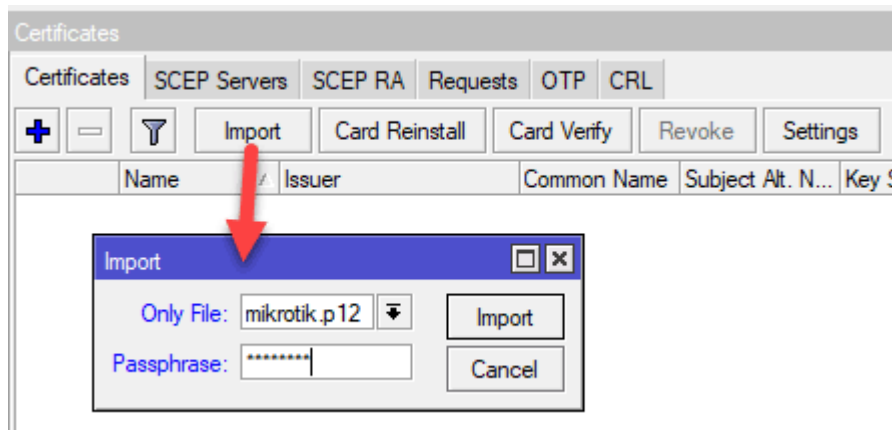 Certificates
Certificates SCEP Servers SCEP RA Requests OTP CRL
Import Card Reinstall Card Verify Revoke Settings
Name Issuer Common Name Subject Alt. N... Key
Import
Only File: mikrotik.p12 Import
Passphrase: ******** Cancel